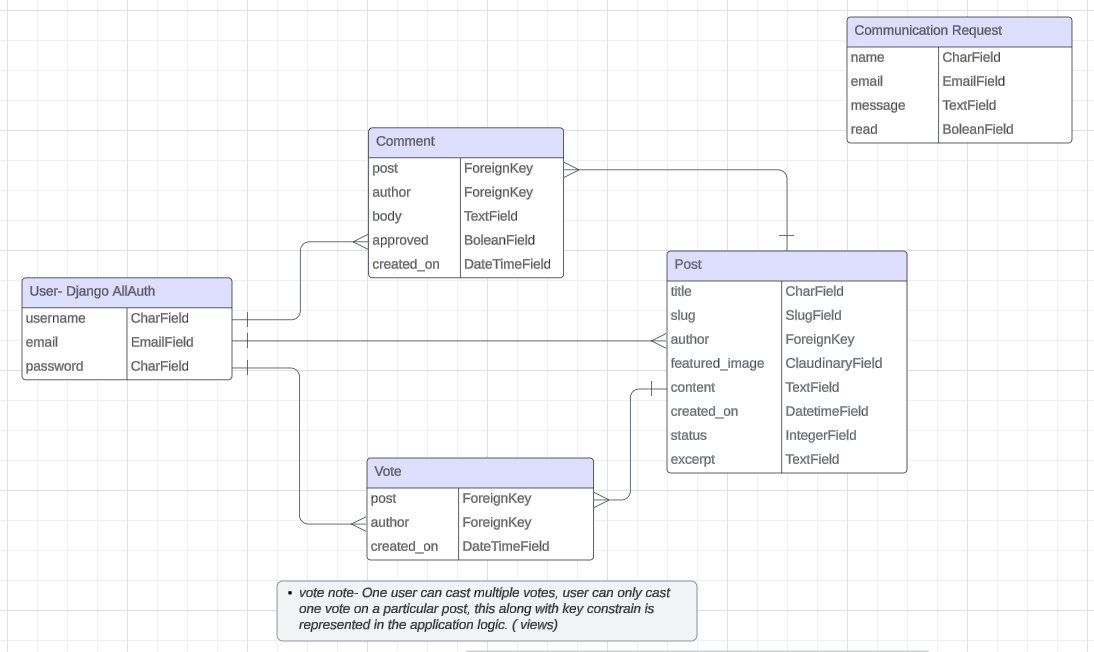 Communication Request
name CharField
email EmailField
message TextField
read BoleanField
Comment
post ForeignKey
author ForeignKey
body TextField
approved BoleanField
created_on DateTimeField
User- Django AllAuth
username CharField
email EmailField
password CharField
Post
title CharField
slug SlugField
author ForeignKey
featured_image ClaudinaryField
content TextField
created_on DatetimeField
status IntegerField
excerpt TextField
Vote
post ForeignKey
author ForeignKey
created_on DateTimeField
• vote note- One user can cast multiple votes, user can only cast
one vote on a particular post, this along with key constrain is
represented in the application logic. ( views)